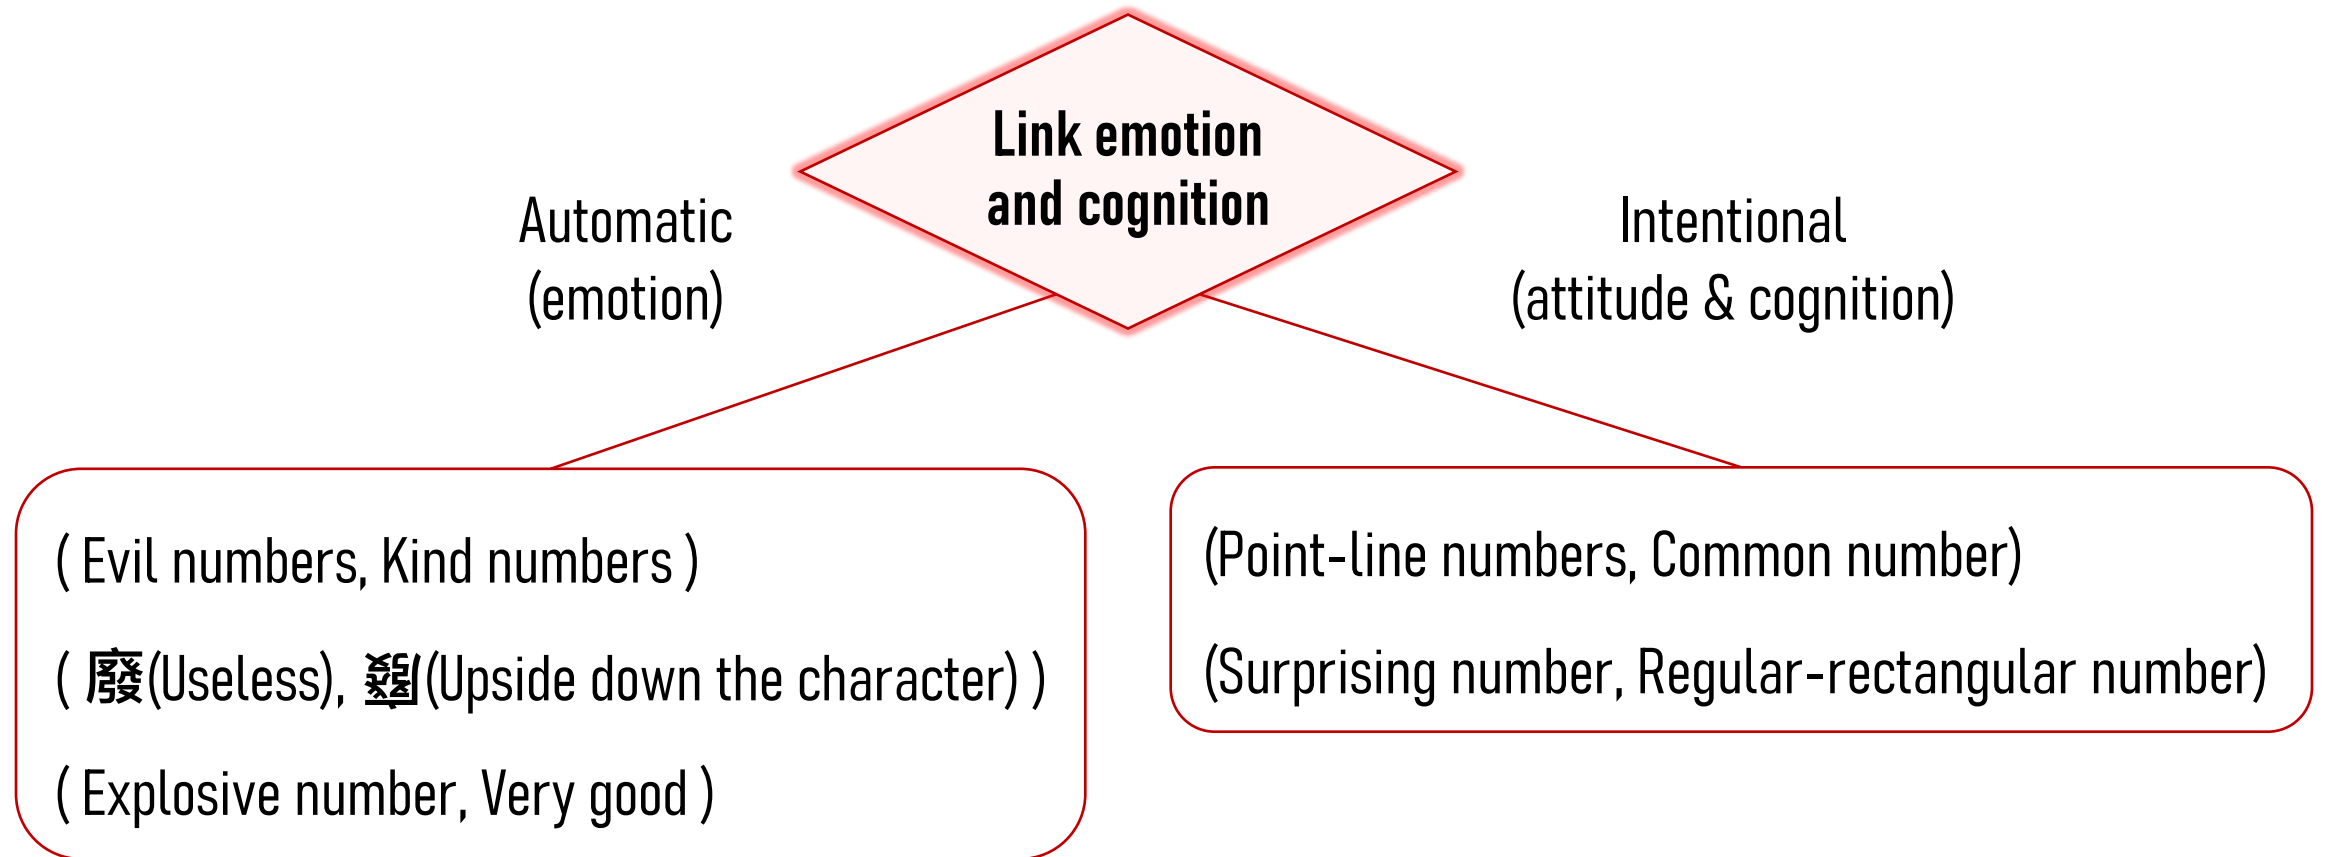 Link emotion
and cognition
Automatic
(emotion)
Intentional
(attitude & cognition)
( Evil numbers, Kind numbers )
( 廢(Useless), 廢(Upside down the character) )
( Explosive number, Very good )
(Point-line numbers, Common number)
(Surprising number, Regular-rectangular number)